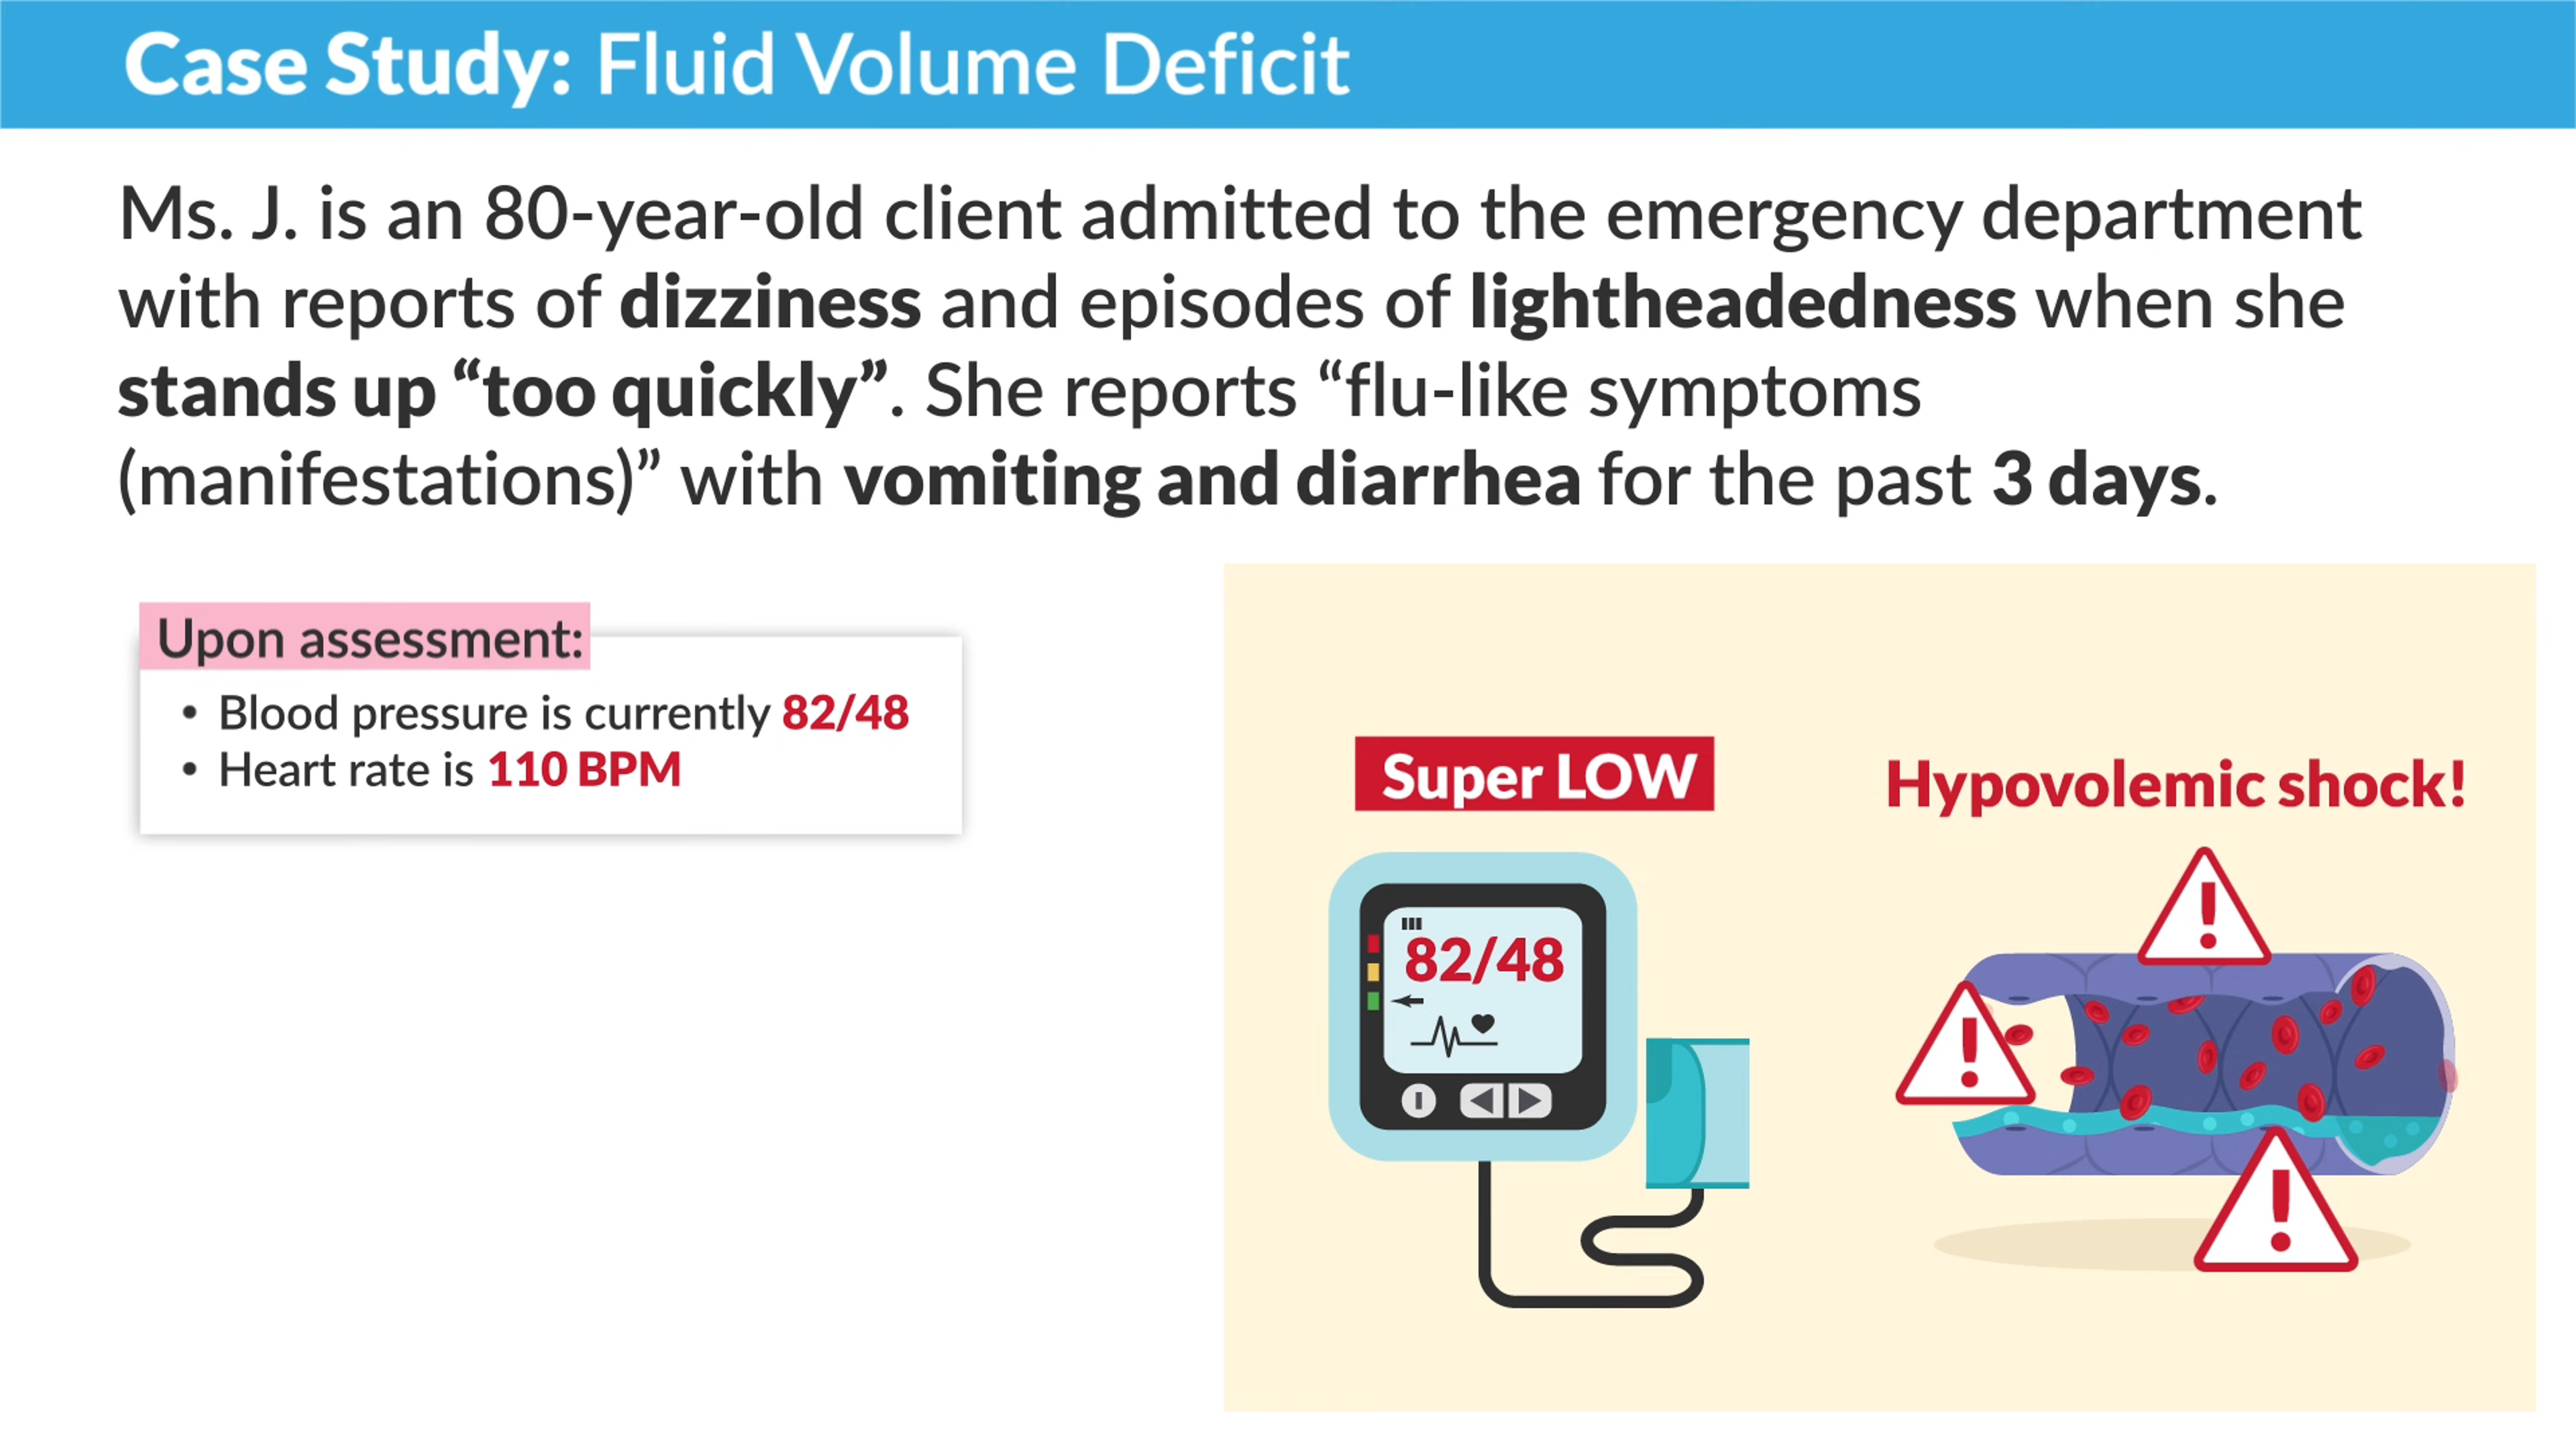 Case Study: Fluid Volume Deficit
Ms. J. is an 80-year-old client admitted to the emergency department
with reports of dizziness and episodes of lightheadedness when she
stands up “too quickly”. She reports “flu-like symptoms
(manifestations)” with vomiting and diarrhea for the past 3 days.
Upon assessment:
• Blood pressure is currently 82/48
• Heart rate is 110 BPM
Super LOW
Hypovolemic shock!
82/48